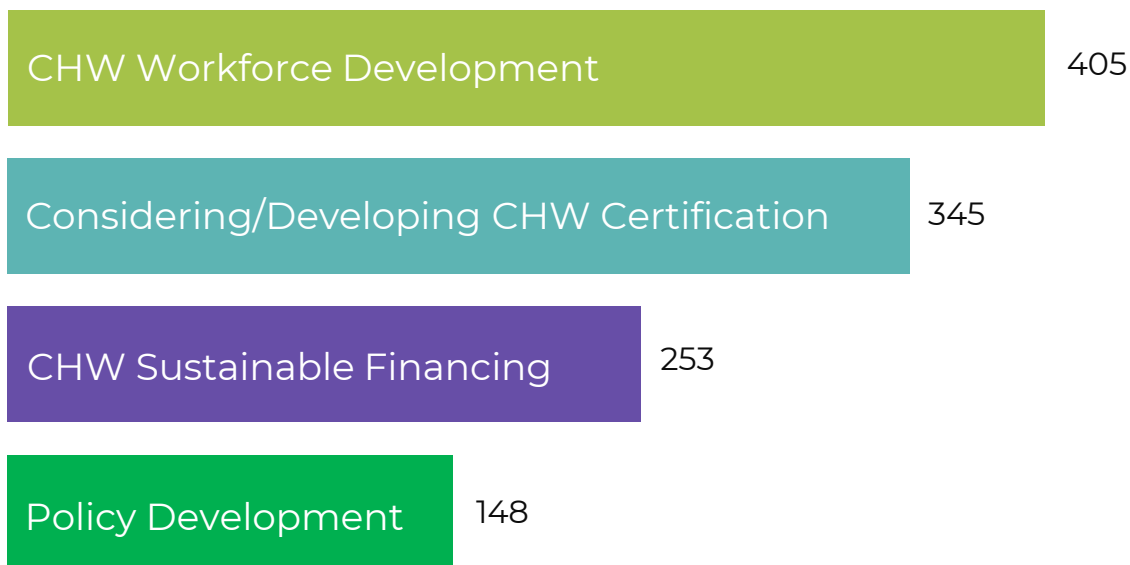 CHW Workforce Development 405
Considering/Developing CHW Certification 345
CHW Sustainable Financing 253
Policy Development 148